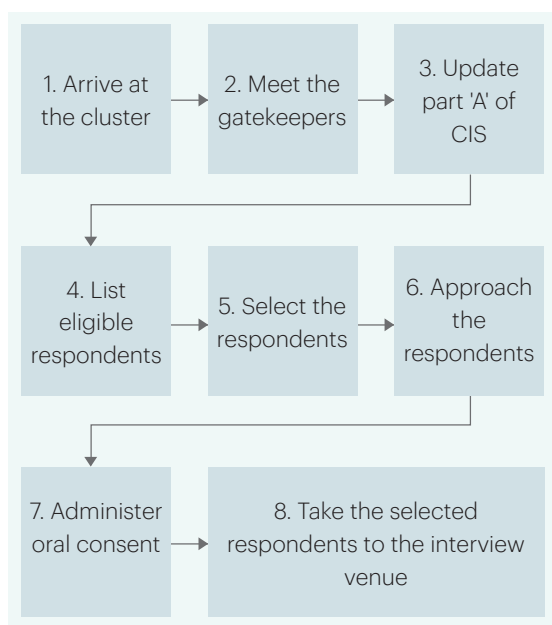 1. Arrive at
the cluster
2. Meet the
gatekeepers
3. Update
part 'A' of
CIS
4. List
eligible
respondents
5. Select the
respondents
6. Approach
the
respondents
7. Administer
oral consent
8. Take the selected
respondents to the interview
venue